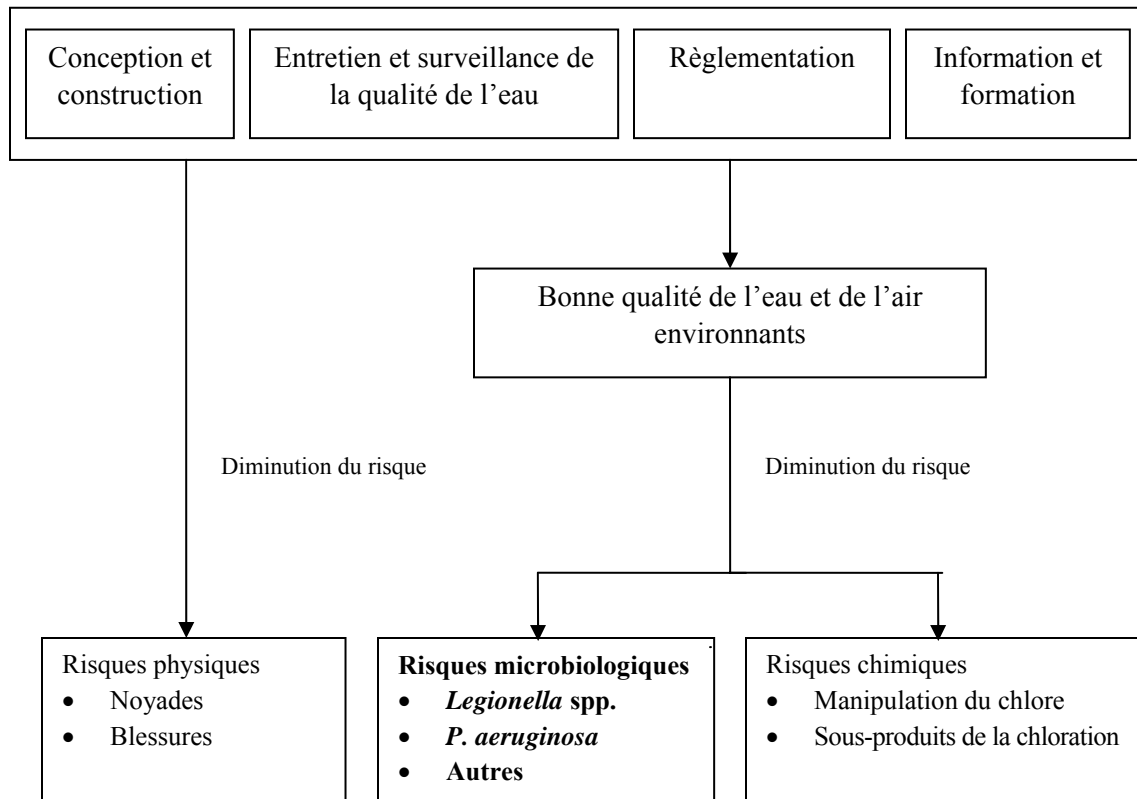 Conception et
construction
Entretien et surveillance de
la qualité de l’eau
Règlementation
Information et
formation
Bonne qualité de l’eau et de l’air
environnants
Diminution du risque
Diminution du risque
Risques physiques
• Noyades
• Blessures
Risques microbiologiques
• Legionella spp.
• P. aeruginosa
• Autres
Risques chimiques
• Manipulation du chlore
• Sous-produits de la chloration